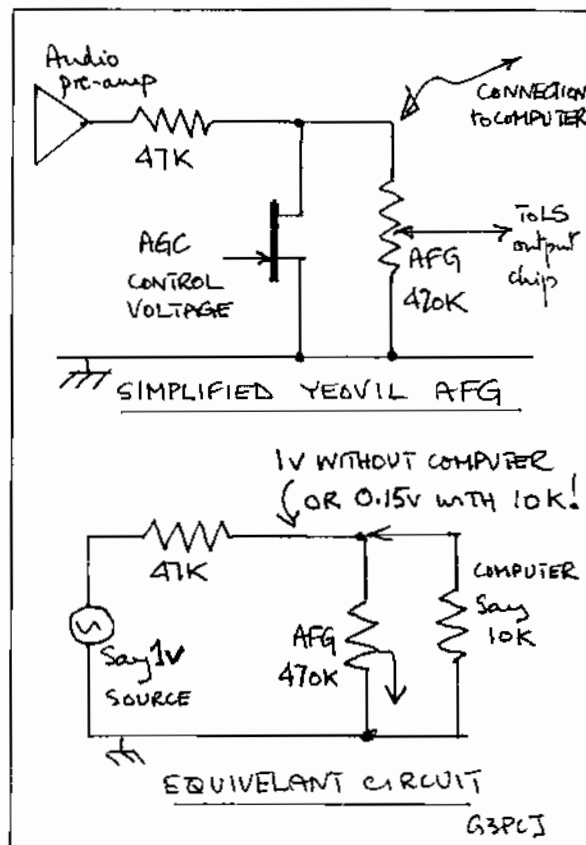 Audio
pre-amp
47K
CONNECTION
to COMPUTER
AGC
CONTROL
VOLTAGE
AFG
470K
To LS
output
chip
SIMPLIFIED YEOVIL AFG
1V WITHOUT COMPUTER
OR 0.15V WITH 10K!
47K
Say 1V
SOURCE
AFG
470K
COMPUTER
Say
10K
EQUIVELANT CIRCUIT
G3PCJ